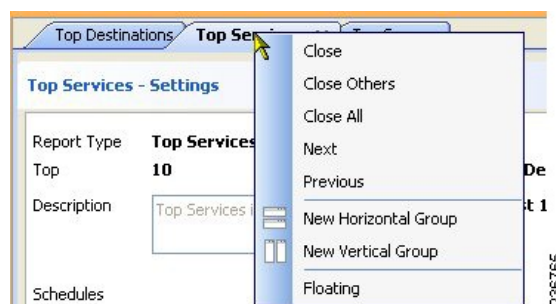 Top Destinations Top Se
Close
Top Services - Settings
Close Others
Close All
Report Type Top Services
Next
Top 10
Previous
De
Description Top Services i
New Horizontal Group
t 1
New Vertical Group
Schedules
Floating